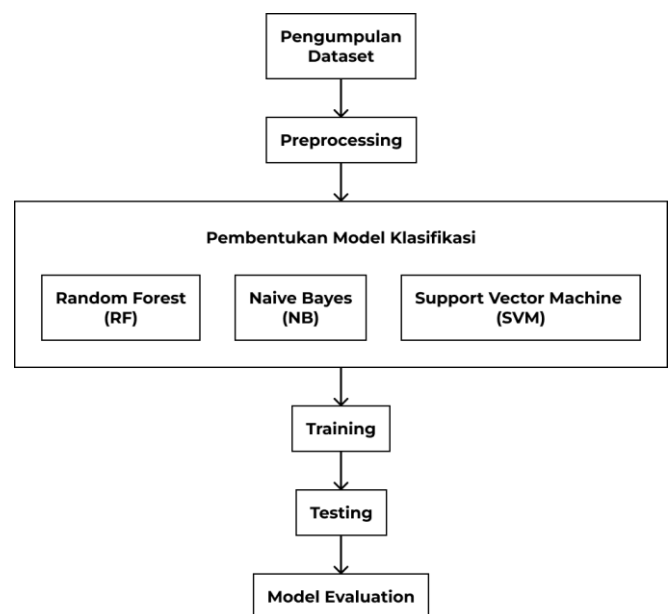 Pengumpulan
Dataset
Preprocessing
Pembentukan Model Klasifikasi
Random Forest
(RF)
Naive Bayes
(NB)
Support Vector Machine
(SVM)
Training
Testing
Model Evaluation